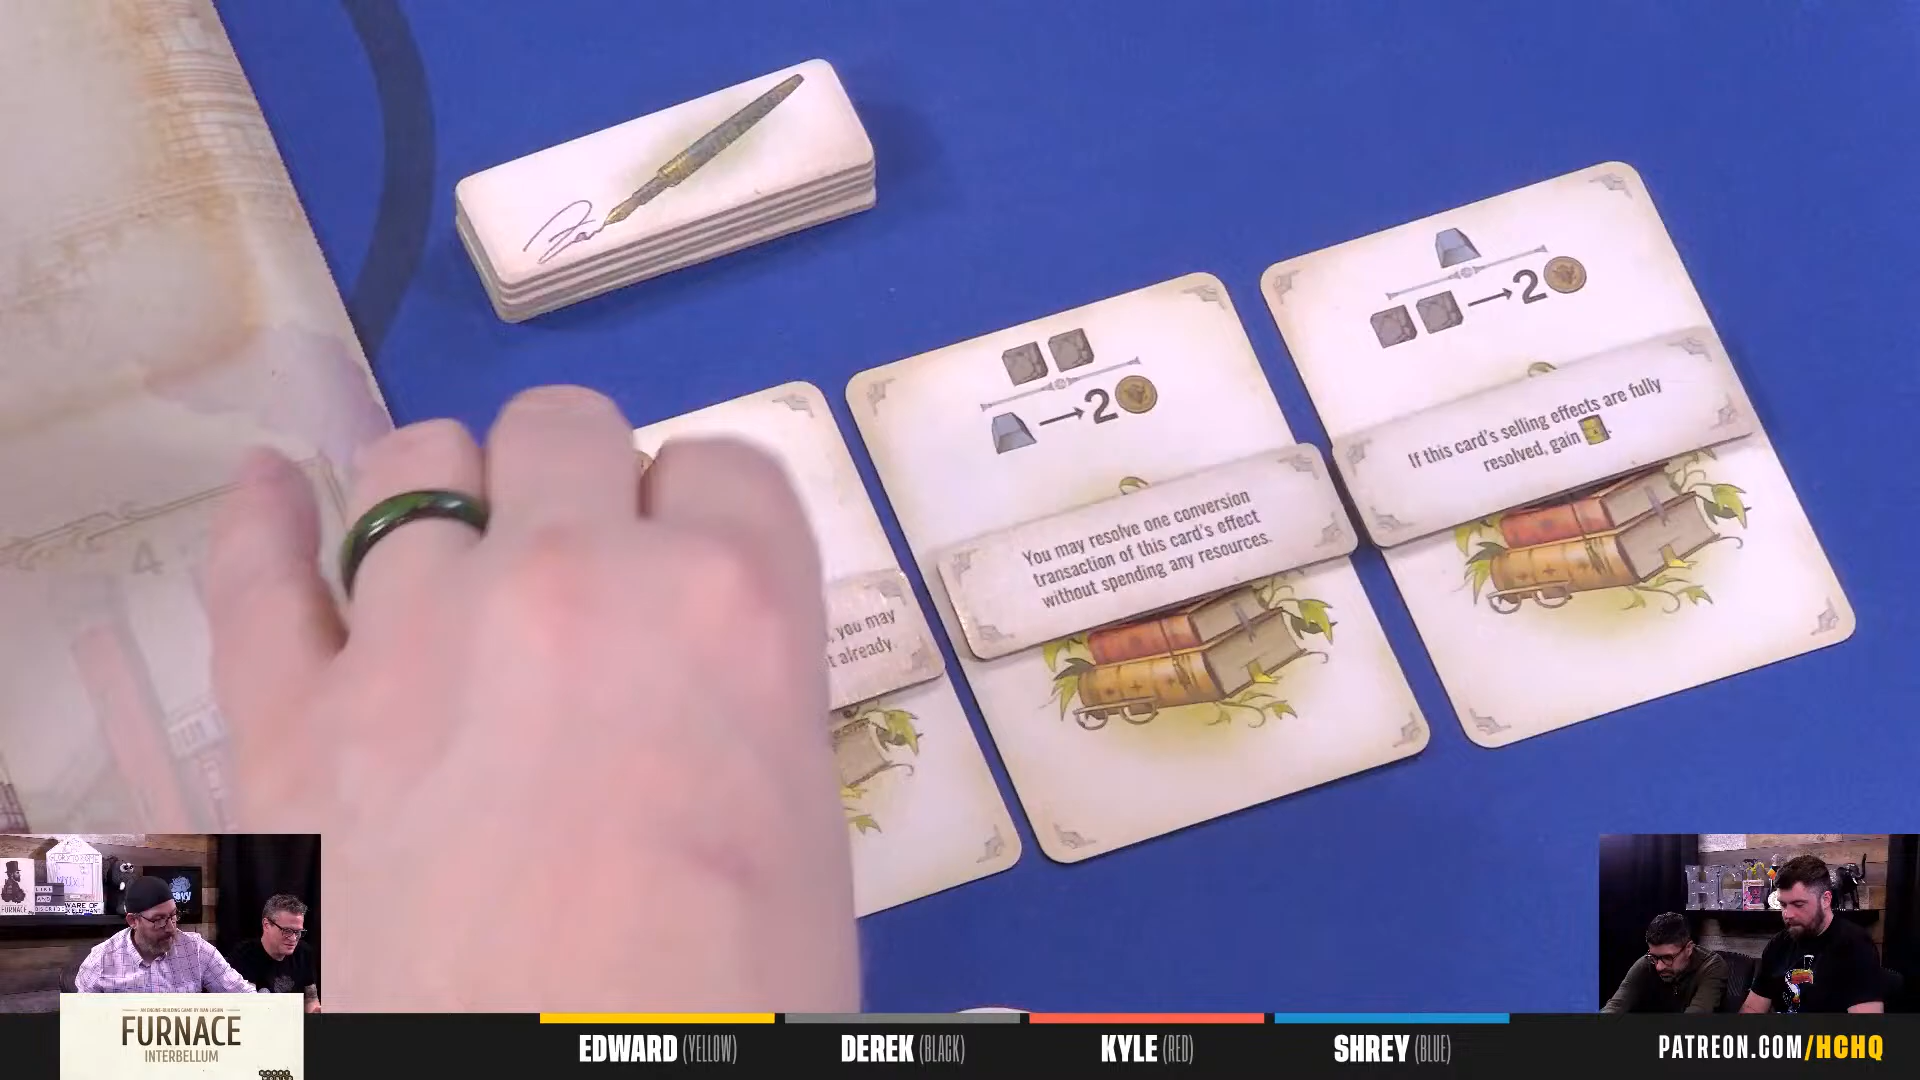 2
2
If this card's selling effects are fully
resolved, gain
You may resolve one conversion
transaction of this card's effect
without spending any resources.
, you may
already.
4
FURNACE
INTERBELLUM
EDWARD (YELLOW)
DEREK (BLACK)
KYLE (RED)
SHREY (BLUE)
PATREON.COM/HCHQ